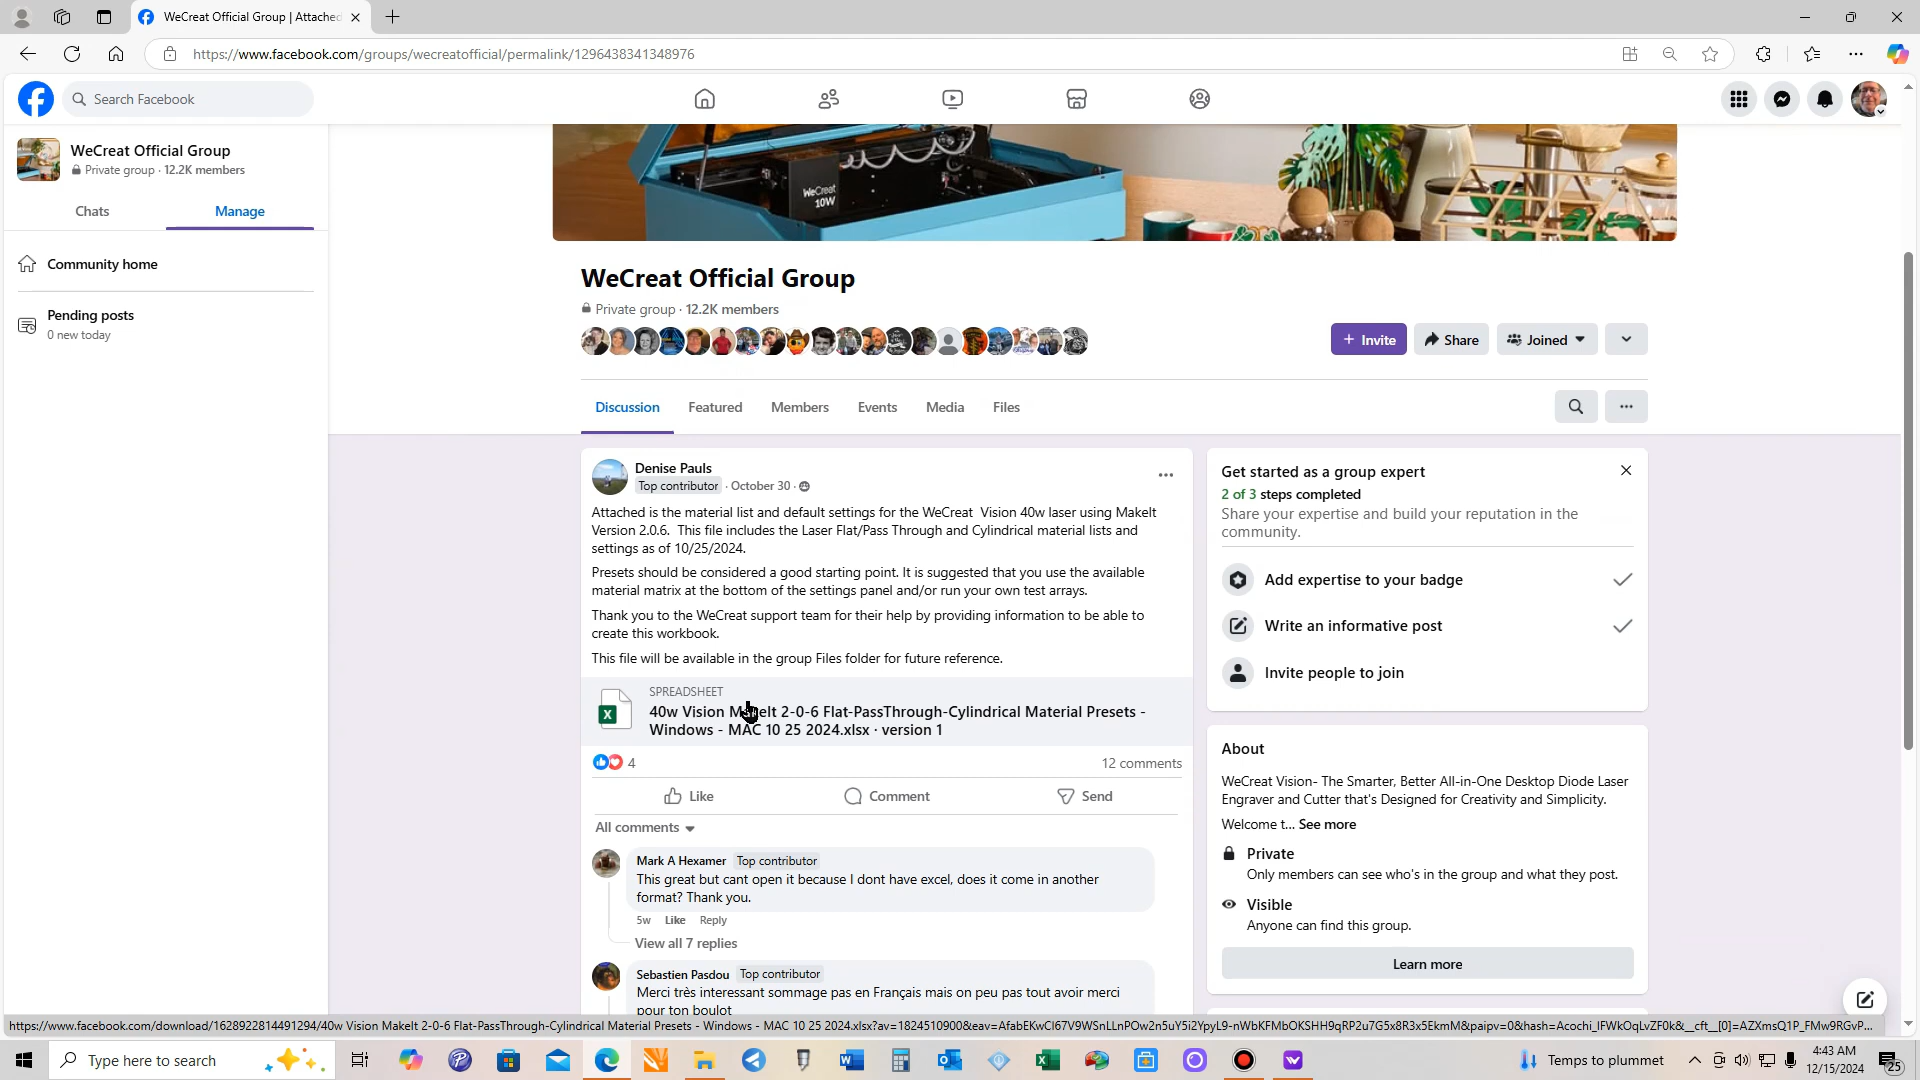 WeCreat Official Group | Attached
https://www.facebook.com/groups/wecreatofficial/permalink/1296438341348976
Search Facebook
WeCreat Official Group
Private group · 12.2K members
Chats
Manage
Community home
Pending posts
0 new today
WeCreat
10W
WeCreat Official Group
Private group · 12.2K members
Invite
Share
Joined
Discussion
Featured
Members
Events
Media
Files
Denise Pauls
Top contributor · October 30 ·
Attached is the material list and default settings for the WeCreat Vision 40w laser using MakeIt
Version 2.0.6. This file includes the Laser Flat/Pass Through and Cylindrical material lists and
settings as of 10/25/2024.
Presets should be considered a good starting point. It is suggested that you use the available
material matrix at the bottom of the settings panel and/or run your own test arrays.
Thank you to the WeCreat support team for their help by providing information to be able to
create this workbook.
This file will be available in the group Files folder for future reference.
SPREADSHEET
40w Vision MakeIt 2-0-6 Flat-PassThrough-Cylindrical Material Presets -
Windows - MAC 10 25 2024.xlsx · version 1
4
12 comments
Like
Comment
Send
All comments
Mark A Hexamer Top contributor
This great but cant open it because I dont have excel, does it come in another
format? Thank you.
5w Like Reply
View all 7 replies
Sebastien Pasdou Top contributor
Merci très interessant sommage pas en Français mais on peu pas tout avoir merci
pour ton boulot
Get started as a group expert
2 of 3 steps completed
Share your expertise and build your reputation in the
community.
Add expertise to your badge
Write an informative post
Invite people to join
About
WeCreat Vision- The Smarter, Better All-in-One Desktop Diode Laser
Engraver and Cutter that's Designed for Creativity and Simplicity.
Welcome t... See more
Private
Only members can see who's in the group and what they post.
Visible
Anyone can find this group.
Learn more
Type here to search
Temps to plummet
4:43 AM
12/15/2024
25